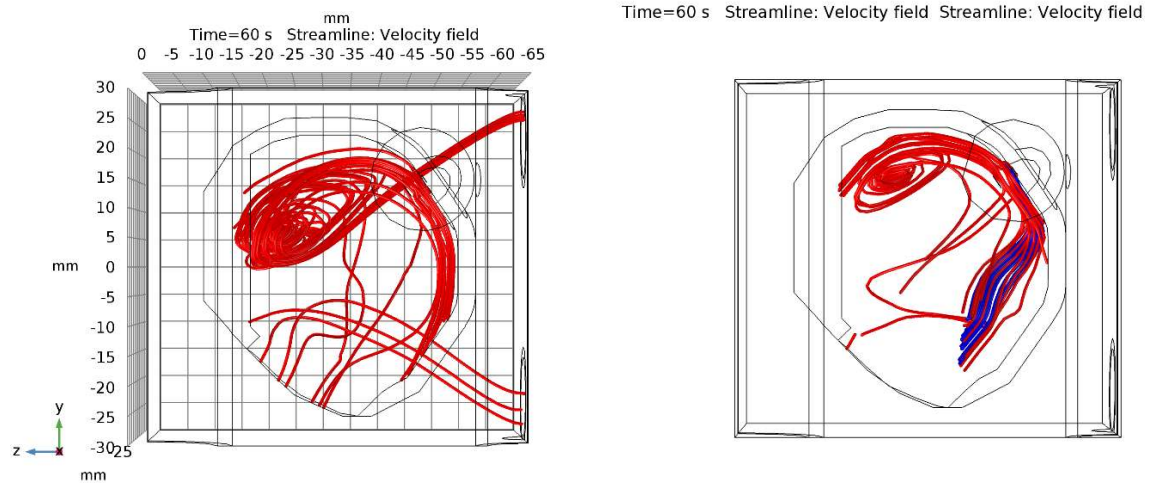 mm
Time=60 s Streamline: Velocity field
0 -5 -10 -15 -20 -25 -30 -35 -40 -45 -50 -55 -60 -65
30
25
20
15
10
5
0
mm
-5
-10
-15
-20
-25
-30
25
y
z
x
mm
Time=60 s Streamline: Velocity field Streamline: Velocity field